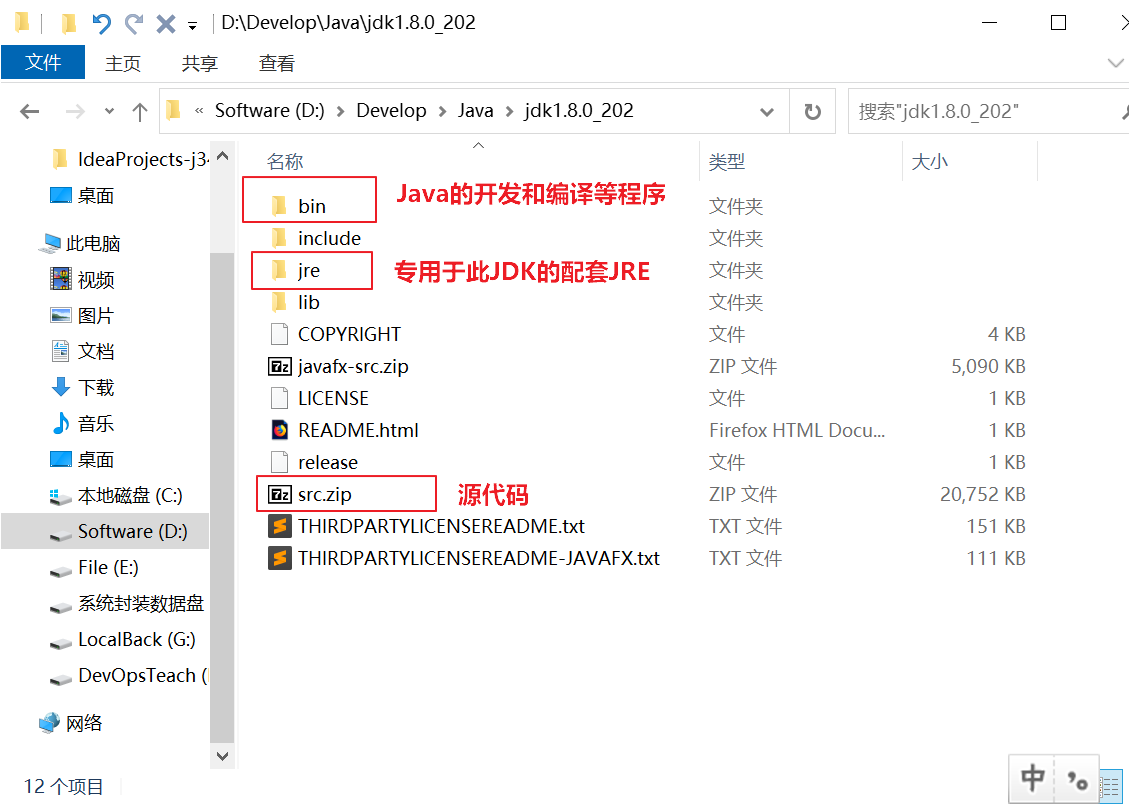 D:\Develop\Java\jdk1.8.0_202
文件 主页 共享 查看
« Software (D:) > Develop > Java > jdk1.8.0_202 搜索"jdk1.8.0_202"
IdeaProjects-j3
桌面
此电脑
视频
图片
文档
下载
音乐
桌面
本地磁盘 (C:)
Software (D:)
File (E:)
系统封装数据盘
LocalBack (G:)
DevOpsTeach (
网络
名称 类型 大小
bin Java的开发和编译等程序 文件夹
include 文件夹
jre 专用于此JDK的配套JRE 文件夹
lib 文件夹
COPYRIGHT 文件 4 KB
javafx-src.zip ZIP 文件 5,090 KB
LICENSE 文件 1 KB
README.html Firefox HTML Docu... 1 KB
release 文件 1 KB
src.zip 源代码 ZIP 文件 20,752 KB
THIRDPARTYLICENSEREADME.txt TXT 文件 151 KB
THIRDPARTYLICENSEREADME-JAVAFX.txt TXT 文件 111 KB
12 个项目
中